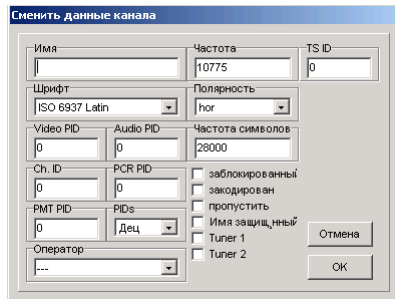 Сменить данные канала
Имя
Частота
TS ID
10775
0
Шрифт
Полярность
ISO 6937 Latin
hor
Video PID
Audio PID
Частота символов
0
0
28000
Ch. ID
PCR PID
заблокированный
0
0
закодирован
пропустить
PMT PID
PIDs
Имя защищ,нный
0
Дец
Tuner 1
Отмена
Оператор
Tuner 2
---
OK